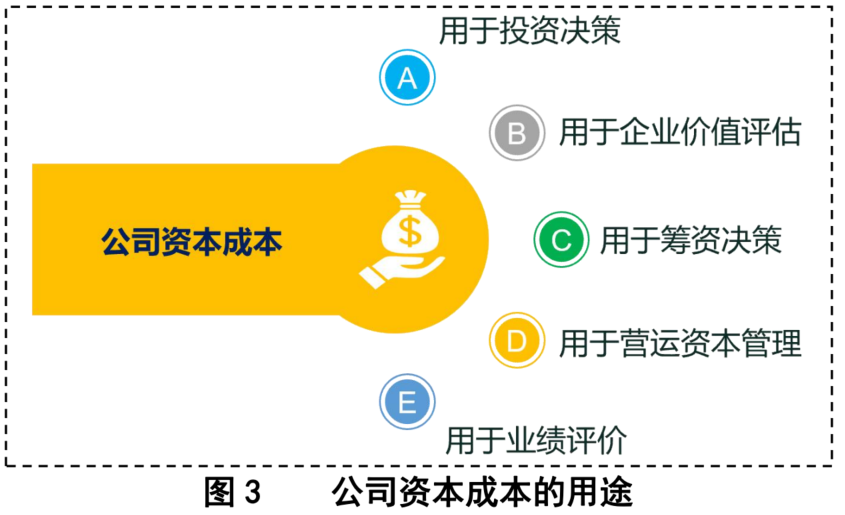 用于投资决策
A
B 用于企业价值评估
公司资本成本
$
C 用于筹资决策
D 用于营运资本管理
E
用于业绩评价
图 3 公司资本成本的用途